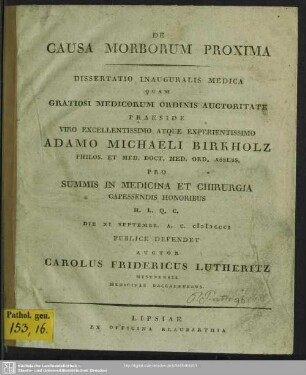 DE
CAUSA MORBORUM PROXIMA
DISSERTATIO INAUGURALIS MEDICA
QUAM
GRATIOSI MEDICORUM ORDINIS AUCTORITATE
PRAESIDE
VIRO EXCELLENTISSIMO ATQUE EXPERIENTISSIMO
ADAMO MICHAELI BIRKHOLZ
PHILOS. ET MED. DOCT. MED. ORD. ASSESS.
PRO
SUMMIS IN MEDICINA ET CHIRURGIA
CAPESSENDIS HONORIBUS
H. L. Q. C.
DIE XI SEPTEMBR. A. C.
PUBLICE DEFENDET
AUCTOR
CAROLUS FRIDERICUS LUTHERITZ
MEDICINAE BACCALAUREUS.
Pathol. gen.
153, 16.
LIPSIAE
EX OFFICINA KLAUBARTHIA